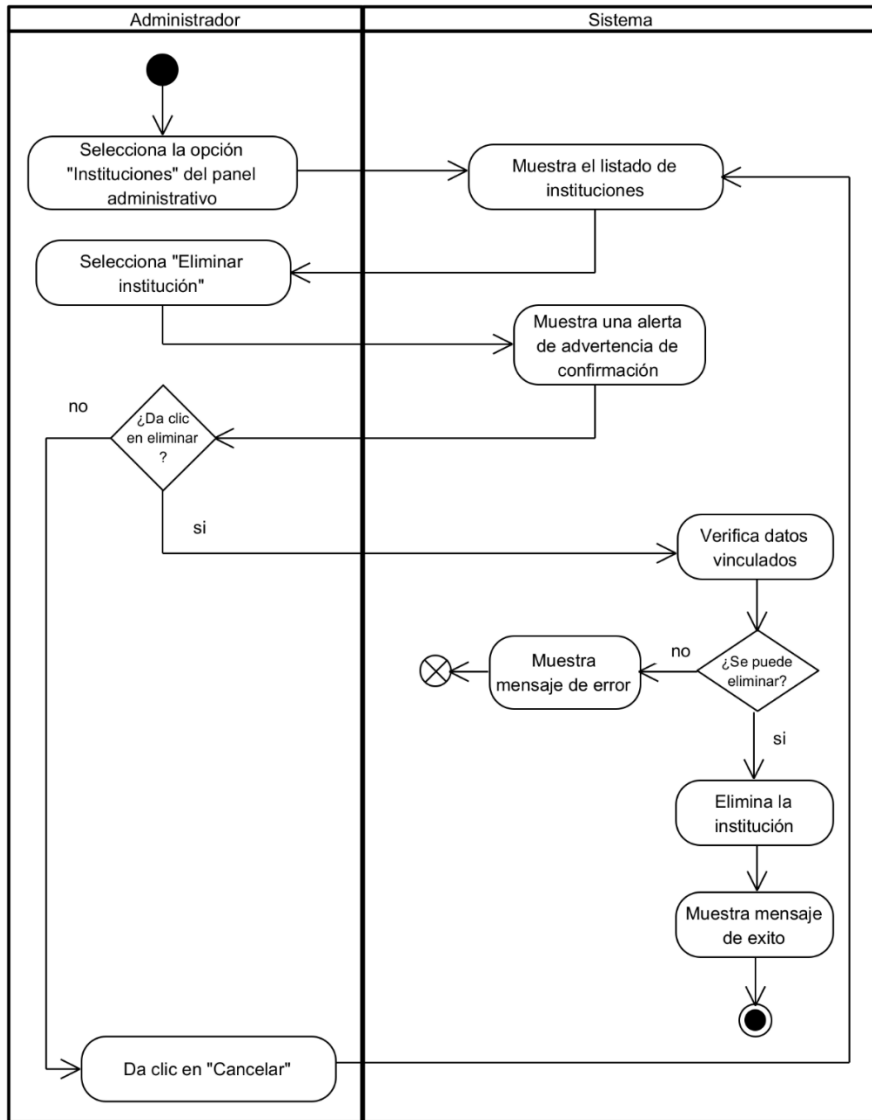 Administrador
Sistema
Selecciona la opción
"Instituciones" del panel
administrativo
Muestra el listado de
instituciones
Selecciona "Eliminar
institución"
Muestra una alerta
de advertencia de
confirmación
no
¿Da clic
en eliminar
?
si
Verifica datos
vinculados
¿Se puede
eliminar?
no
Muestra
mensaje de error
si
Elimina la
institución
Muestra mensaje
de exito
Da clic en "Cancelar"